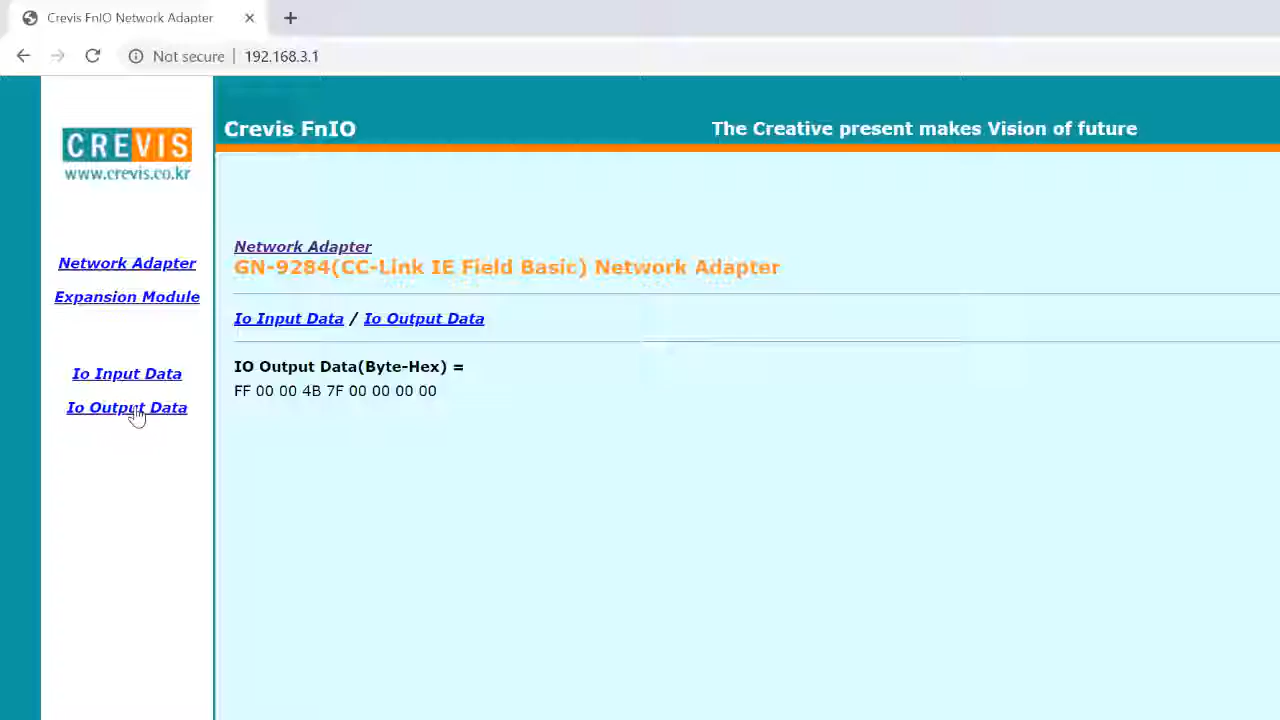 Crevis FnIO Network Adapter
Not secure | 192.168.3.1
CREVIS
www.crevis.co.kr
Network Adapter
Expansion Module
Io Input Data
Io Output Data
Crevis FnIO
The Creative present makes Vision of future
Network Adapter
GN-9284(CC-Link IE Field Basic) Network Adapter
Io Input Data / Io Output Data
IO Output Data(Byte-Hex) =
FF 00 00 4B 7F 00 00 00 00